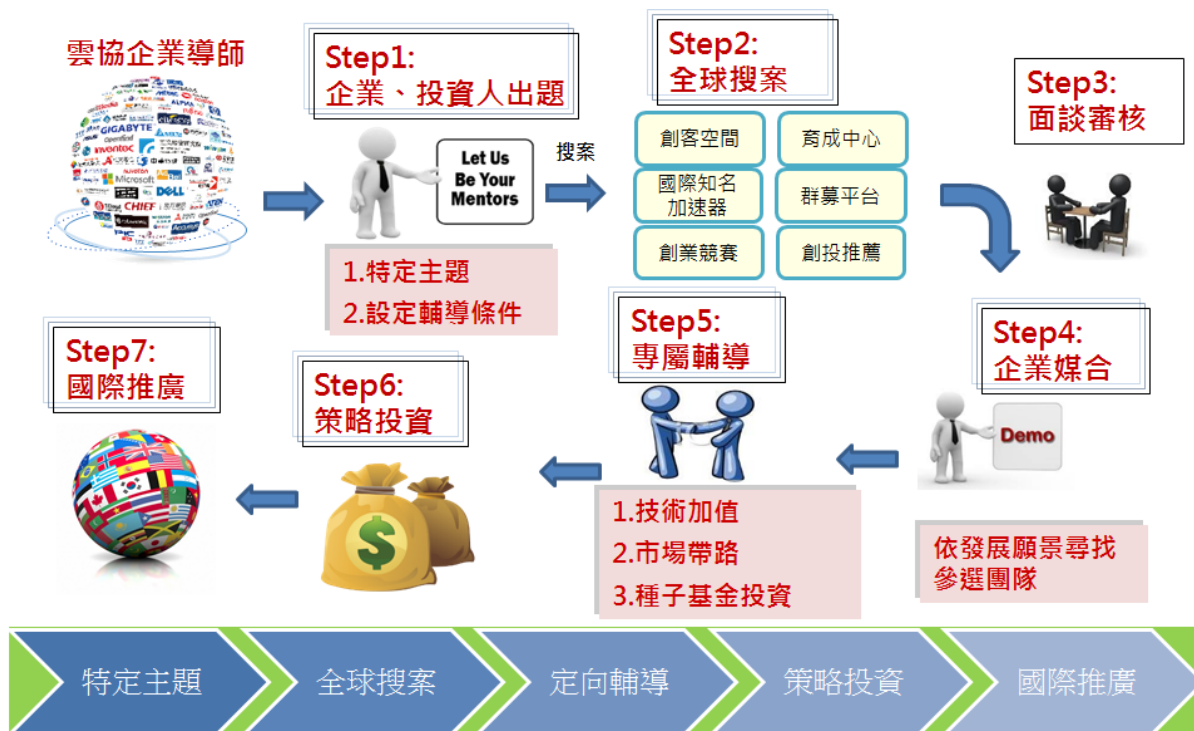 雲協企業導師
GIGABYTE
inventec
Microsoft
DELL
CHIEF
Step1:
企業、投資人出題
Let Us
Be Your
Mentors
1.特定主題
2.設定輔導條件
搜案
Step2:
全球搜案
創客空間
育成中心
國際知名
加速器
群募平台
創業競賽
創投推薦
Step3:
面談審核
Step4:
企業媒合
Demo
依發展願景尋找
參選團隊
Step5:
專屬輔導
1.技術加值
2.市場帶路
3.種子基金投資
Step6:
策略投資
$
Step7:
國際推廣
特定主題
全球搜案
定向輔導
策略投資
國際推廣